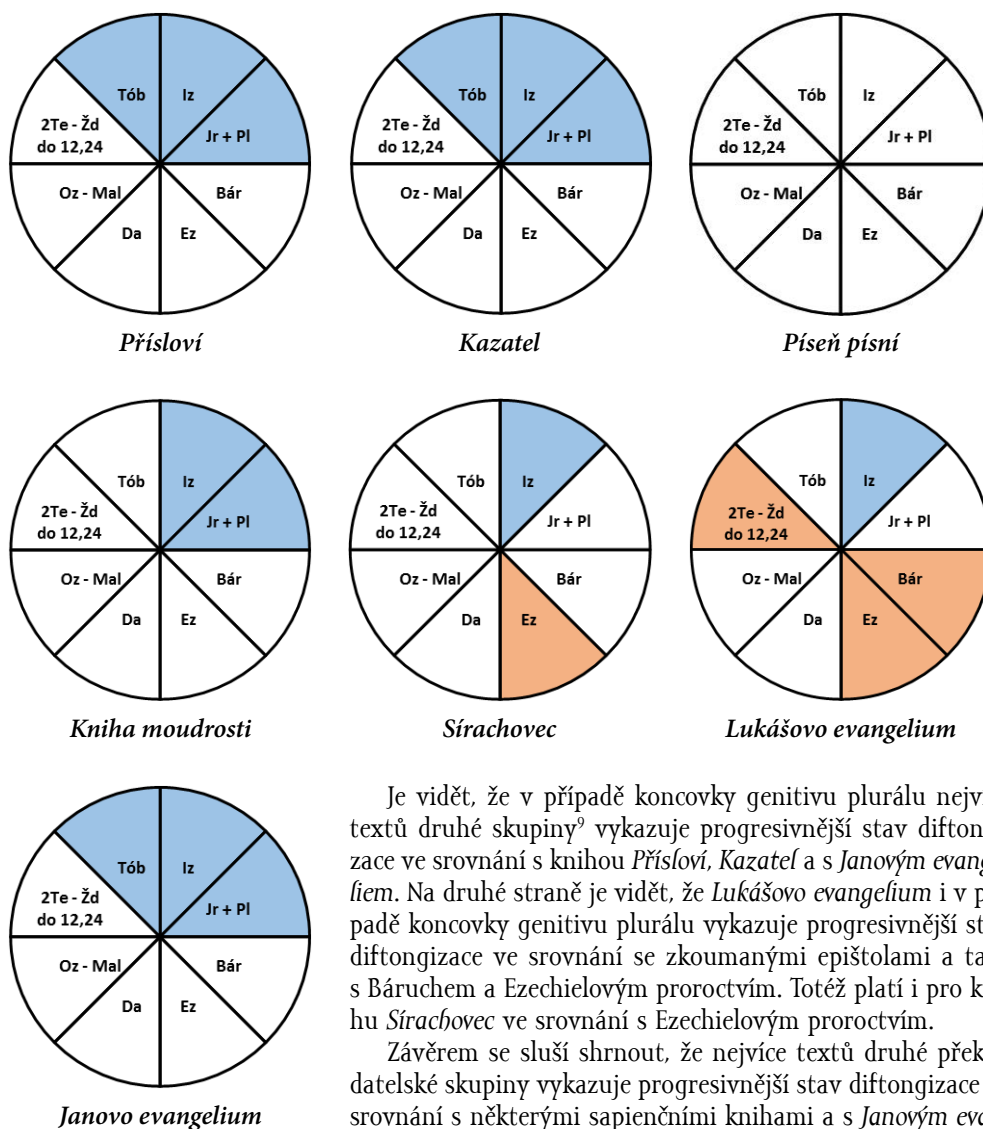 Tób
Iz
2Te - Žd
do 12,24
Jr + Pl
Oz - Mal
Bár
Da
Ez
Přísloví
Tób
Iz
2Te - Žd
do 12,24
Jr + Pl
Oz - Mal
Bár
Da
Ez
Kazatel
Tób
Iz
2Te - Žd
do 12,24
Jr + Pl
Oz - Mal
Bár
Da
Ez
Píseň písní
Tób
Iz
2Te - Žd
do 12,24
Jr + Pl
Oz - Mal
Bár
Da
Ez
Kniha moudrosti
Tób
Iz
2Te - Žd
do 12,24
Jr + Pl
Oz - Mal
Bár
Da
Ez
Sírachovec
Tób
Iz
2Te - Žd
do 12,24
Jr + Pl
Oz - Mal
Bár
Da
Ez
Lukášovo evangelium
Tób
Iz
2Te - Žd
do 12,24
Jr + Pl
Oz - Mal
Bár
Da
Ez
Janovo evangelium
Je vidět, že v případě koncovky genitivu plurálu nejví
textů druhé skupiny⁹ vykazuje progresivnější stav difton
zace ve srovnání s knihou Přísloví, Kazatel a s Janovým evang
liem. Na druhé straně je vidět, že Lukášovo evangelium i v p
padě koncovky genitivu plurálu vykazuje progresivnější st
diftongizace ve srovnání se zkoumanými epištolami a ta
s Báruchem a Ezechielovým proroctvím. Totéž platí i pro k
hu Sírachovec ve srovnání s Ezechielovým proroctvím.
Závěrem se sluší shrnout, že nejvíce textů druhé překl
datelské skupiny vykazuje progresivnější stav diftongizace
srovnání s některými sapienčními knihami a s Janovým eva